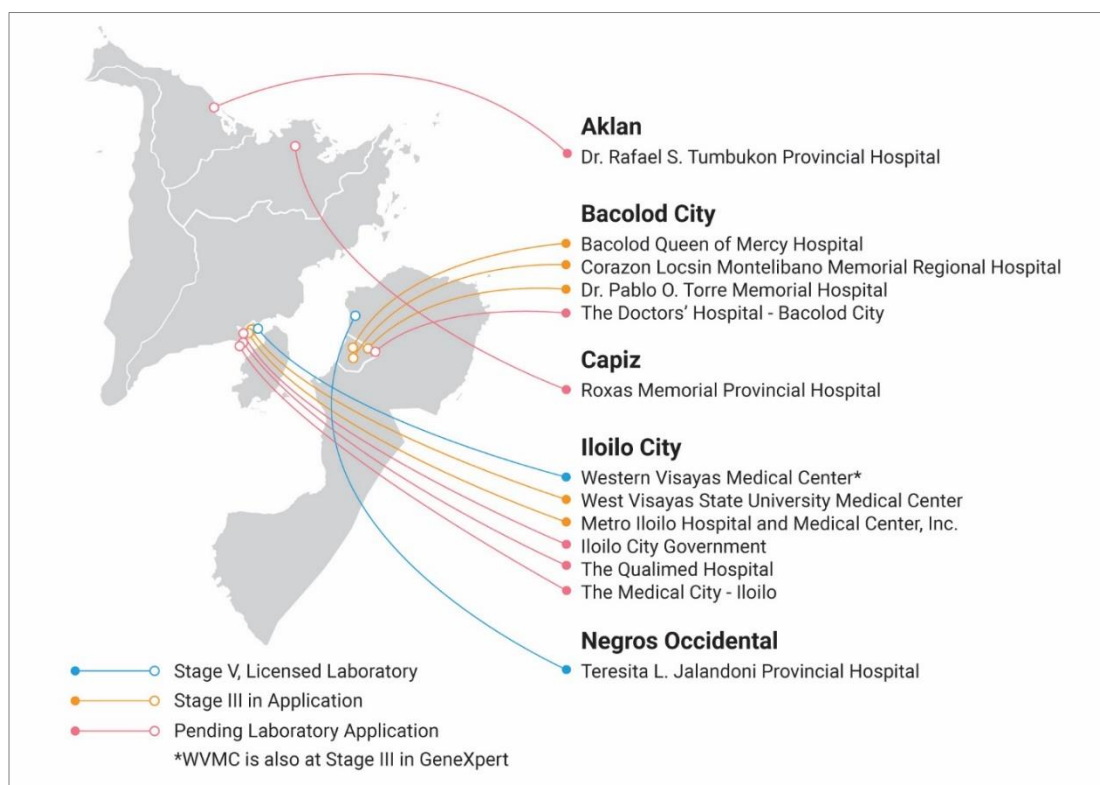 Aklan
Dr. Rafael S. Tumbukon Provincial Hospital
Bacolod City
Bacolod Queen of Mercy Hospital
Corazon Locsin Montelibano Memorial Regional Hospital
Dr. Pablo O. Torre Memorial Hospital
The Doctors’ Hospital - Bacolod City
Capiz
Roxas Memorial Provincial Hospital
Iloilo City
Western Visayas Medical Center*
West Visayas State University Medical Center
Metro Iloilo Hospital and Medical Center, Inc.
Iloilo City Government
The Qualimed Hospital
The Medical City - Iloilo
Negros Occidental
Teresita L. Jalandoni Provincial Hospital
Stage V, Licensed Laboratory
Stage III in Application
Pending Laboratory Application
*WVMC is also at Stage III in GeneXpert